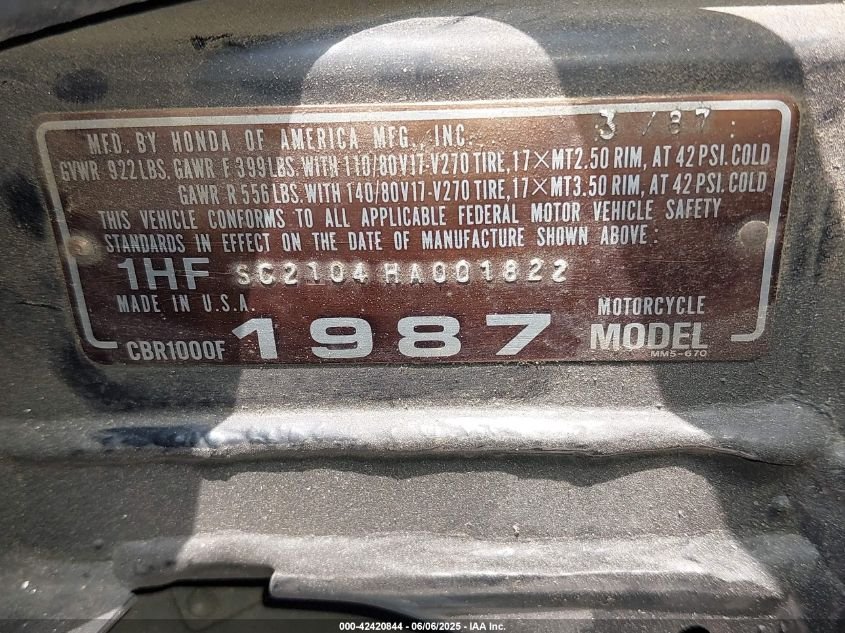 MFD. BY HONDA OF AMERICA MFG., INC. 3 /87
GVWR 922 LBS. GAWR F 399 LBS. WITH 110/80V17-V270 TIRE, 17×MT2.50 RIM, AT 42 PSI. COLD
GAWR R 556 LBS. WITH 140/80V17-V270 TIRE, 17×MT3.50 RIM, AT 42 PSI. COLD
THIS VEHICLE CONFORMS TO ALL APPLICABLE FEDERAL MOTOR VEHICLE SAFETY
STANDARDS IN EFFECT ON THE DATE OF MANUFACTURE SHOWN ABOVE :
1HF SC2104HA001822
MADE IN U.S.A. MOTORCYCLE
CBR1000F 1987 MODEL
MM5-670
000-42420844 - 06/06/2025 - IAA Inc.